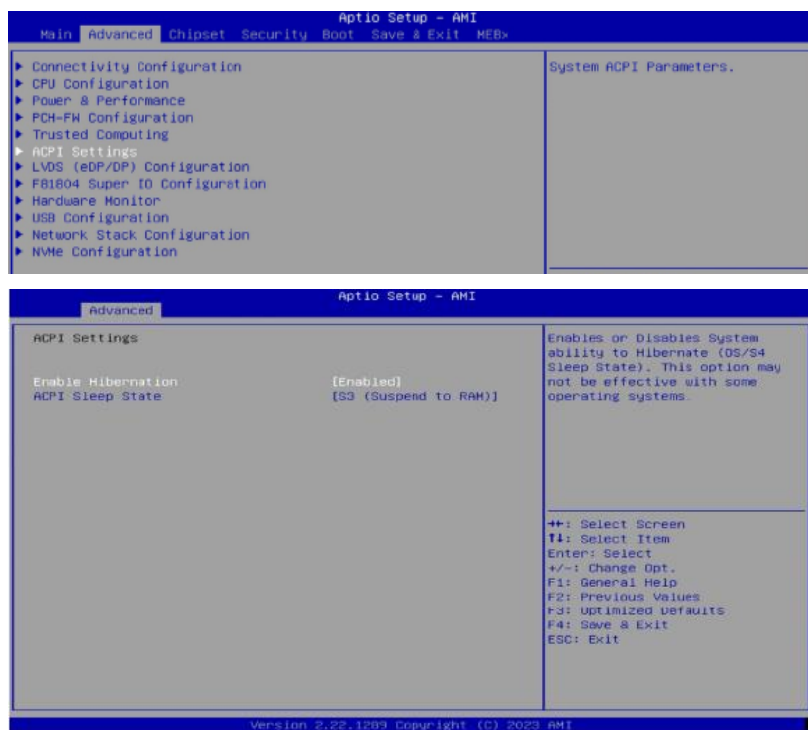 Aptio Setup - AMI
Main Advanced Chipset Security Boot Save & Exit MEBx
Connectivity Configuration
CPU Configuration
Power & Performance
PCH-FW Configuration
Trusted Computing
ACPI Settings
LVDS (eDP/DP) Configuration
F81804 Super IO Configuration
Hardware Monitor
USB Configuration
Network Stack Configuration
NVMe Configuration
System ACPI Parameters.
Aptio Setup - AMI
Advanced
ACPI Settings
Enable Hibernation [Enabled]
ACPI Sleep State [S3 (Suspend to RAM)]
Enables or Disables System
ability to Hibernate (OS/S4
Sleep State). This option may
not be effective with some
operating systems.
→←: Select Screen
↑↓: Select Item
Enter: Select
+/-: Change Opt.
F1: General Help
F2: Previous Values
F3: Optimized Defaults
F4: Save & Exit
ESC: Exit
Version 2.22.1289 Copyright (C) 2023 AMI